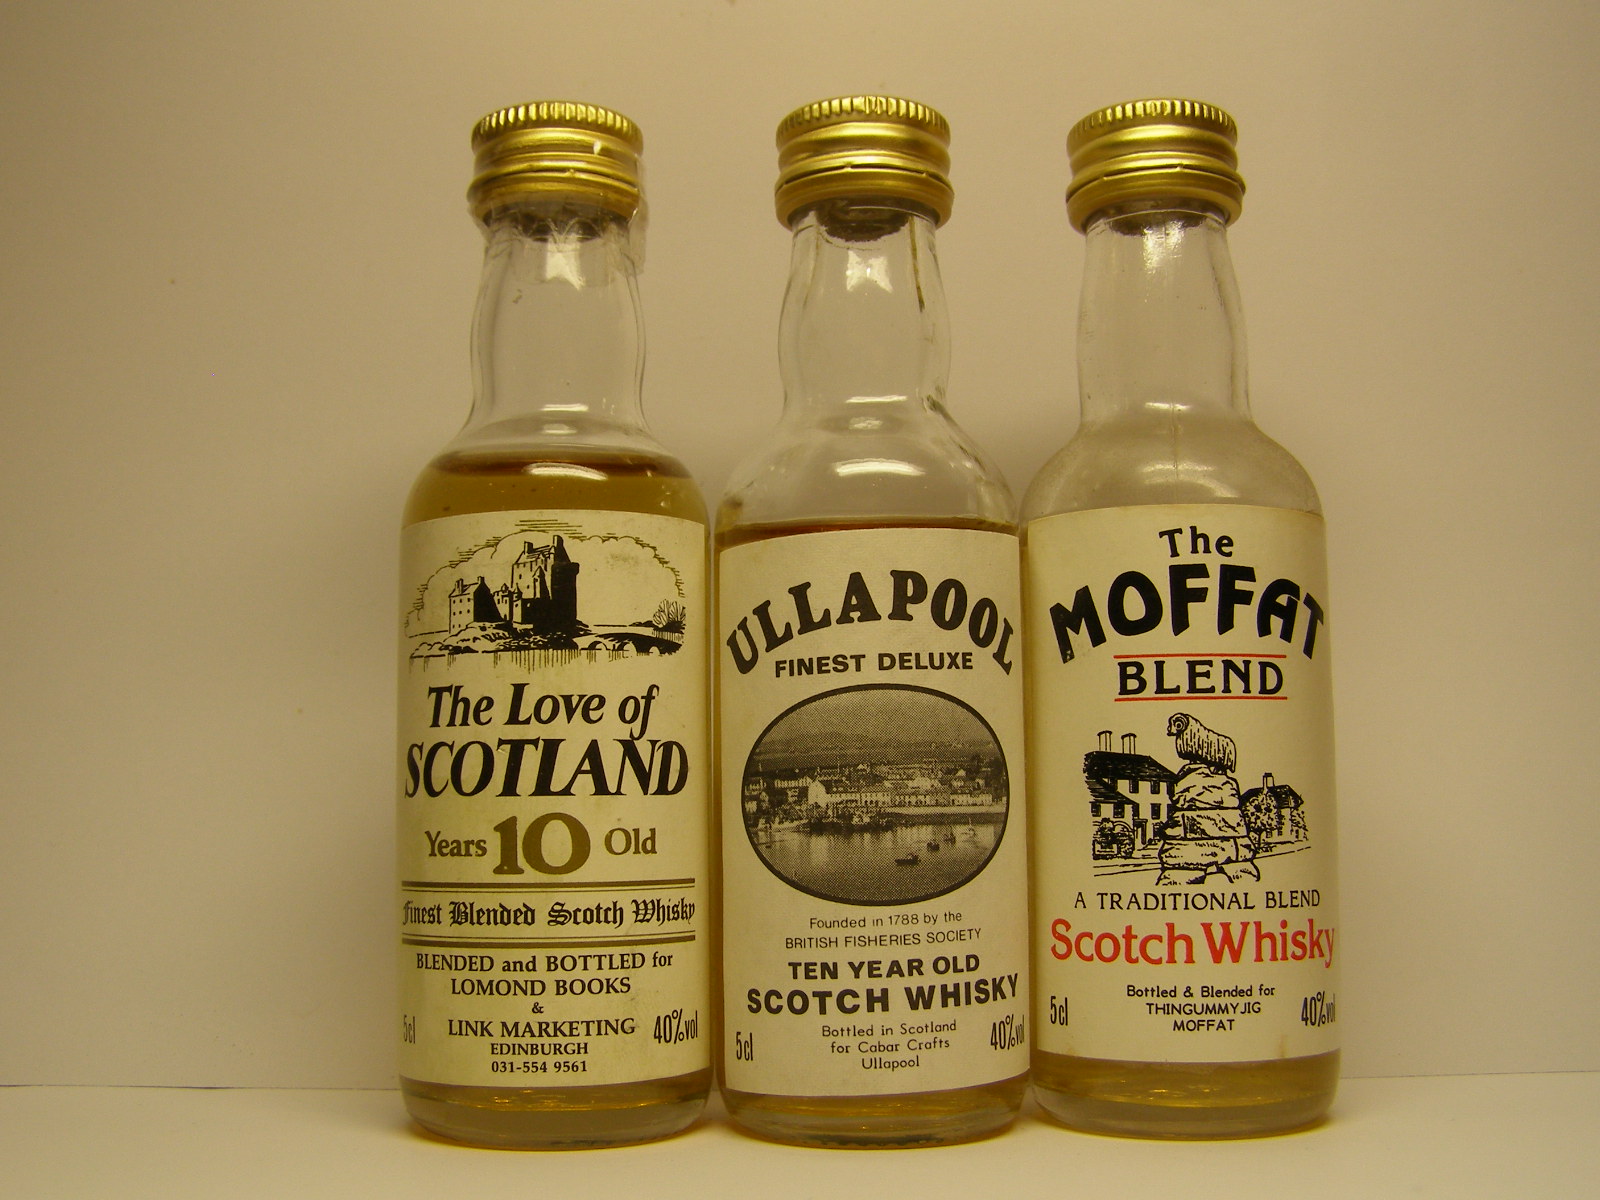 The Love of
SCOTLAND
Years 10 Old
Finest Blended Scotch Whisky
BLENDED and BOTTLED for
LOMOND BOOKS
&
LINK MARKETING
EDINBURGH
031-554 9561
5cl
40%vol
ULLAPOOL
FINEST DELUXE
Founded in 1788 by the
BRITISH FISHERIES SOCIETY
TEN YEAR OLD
SCOTCH WHISKY
Bottled in Scotland
for Cabar Crafts
Ullapool
5cl
40%vol
The
MOFFAT
BLEND
A TRADITIONAL BLEND
Scotch Whisky
Bottled & Blended for
THINGUMMYJIG
MOFFAT
5cl
40%vol